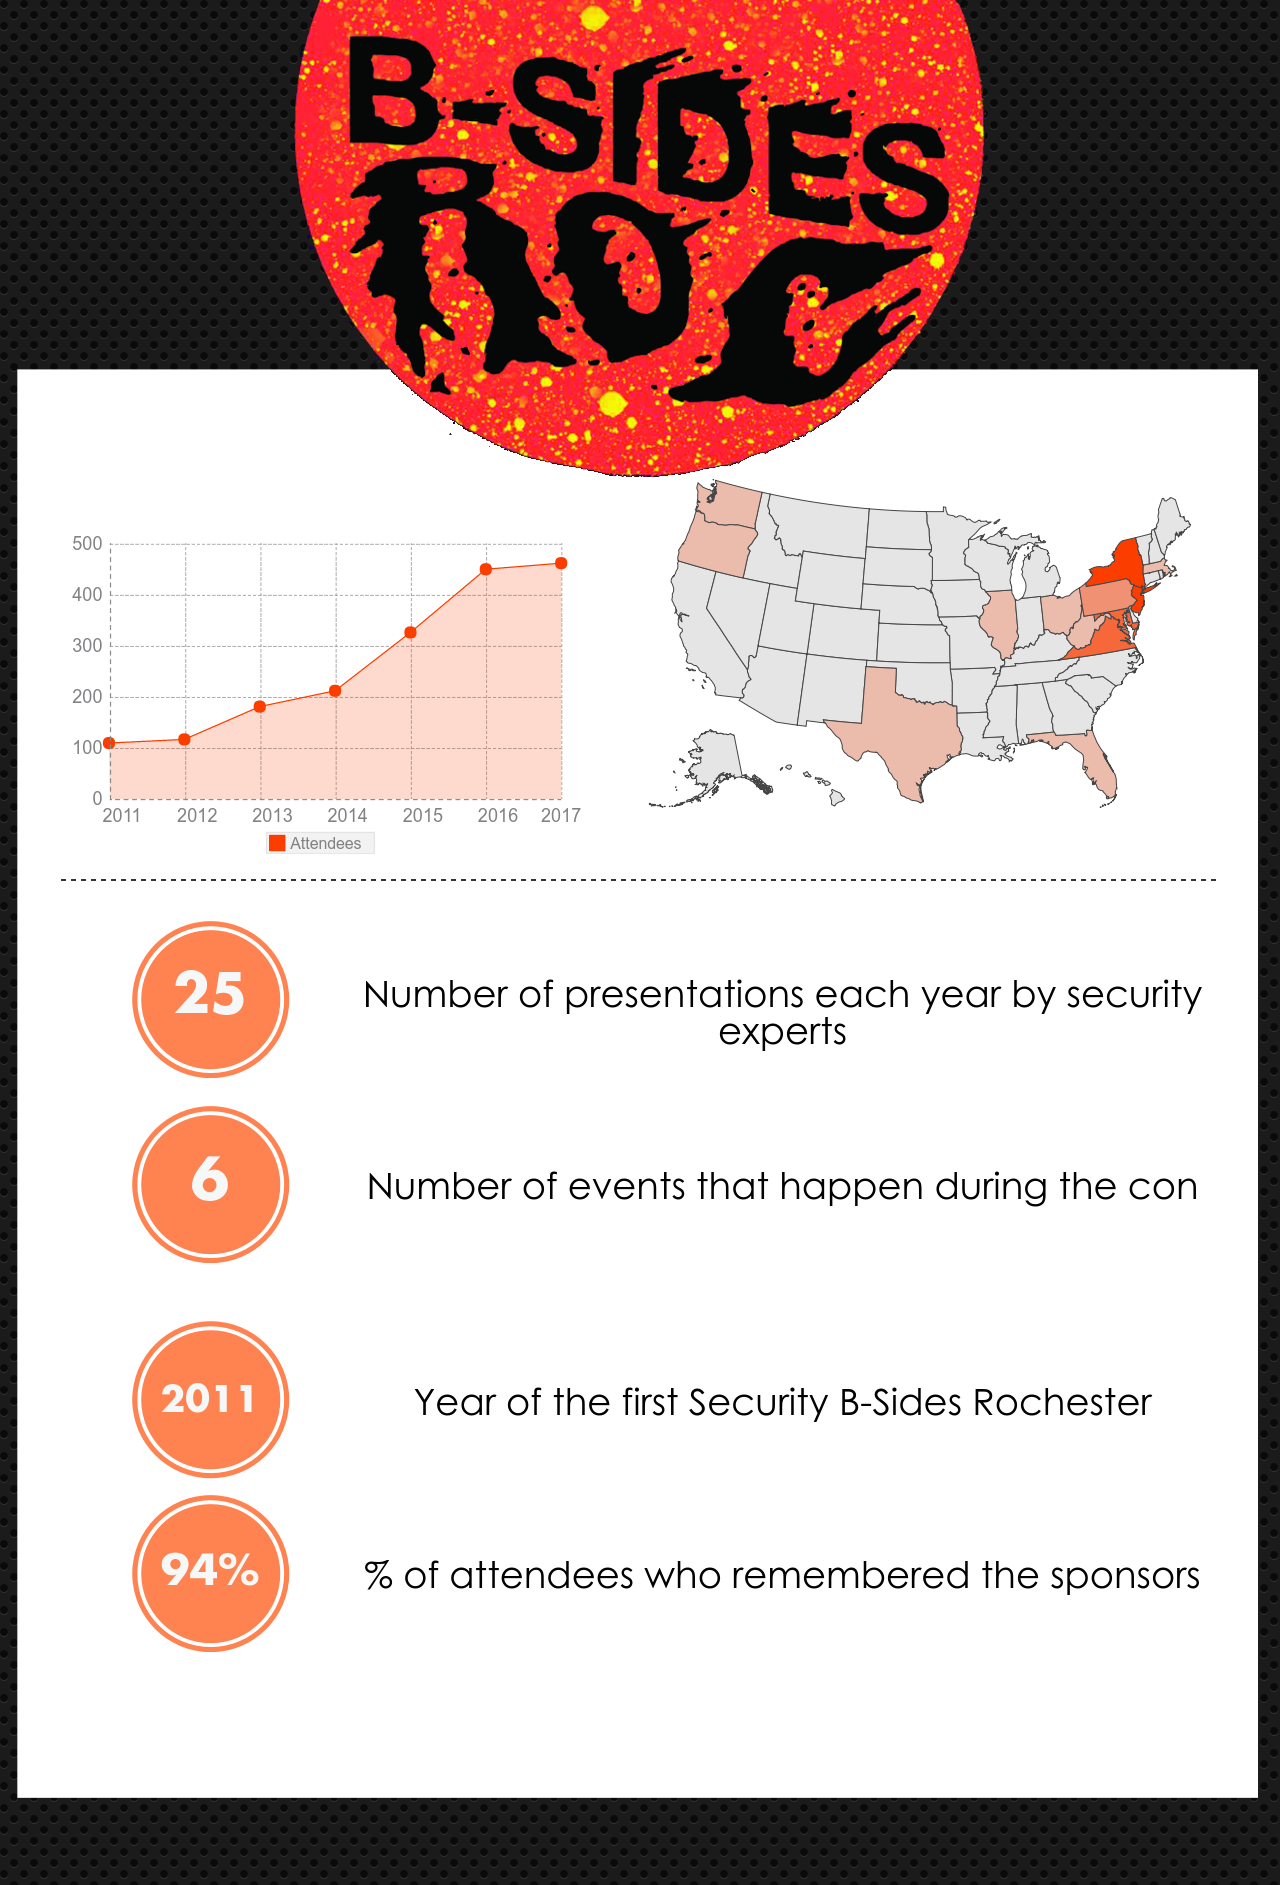 B-SIDES
ROC
500
400
300
200
100
0
2011 2012 2013 2014 2015 2016 2017
Attendees
25
Number of presentations each year by security
experts
6
Number of events that happen during the con
2011
Year of the first Security B-Sides Rochester
94%
% of attendees who remembered the sponsors